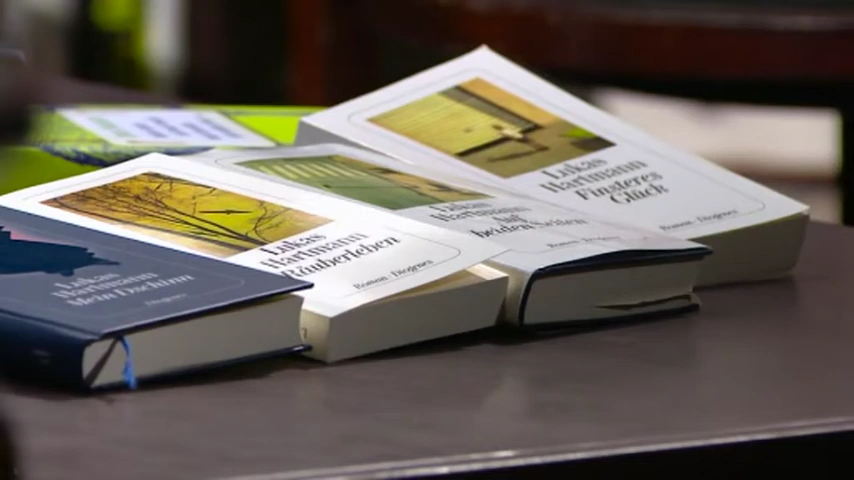 Lukas
Hartmann
Mein Dschinn
Diogenes
Lukas
Hartmann
Räuberleben
Roman · Diogenes
Lukas
Hartmann
Auf
beiden Seiten
Roman
Lukas
Hartmann
Finsteres
Glück
Roman · Diogenes